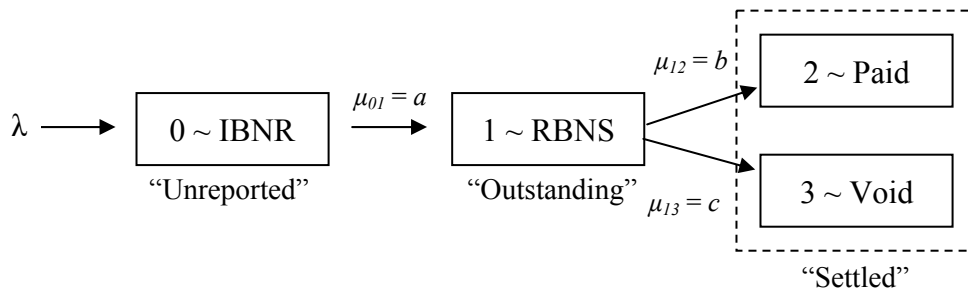 λ
0 ~ IBNR
“Unreported”
μ01 = a
1 ~ RBNS
“Outstanding”
μ12 = b
2 ~ Paid
μ13 = c
3 ~ Void
“Settled”